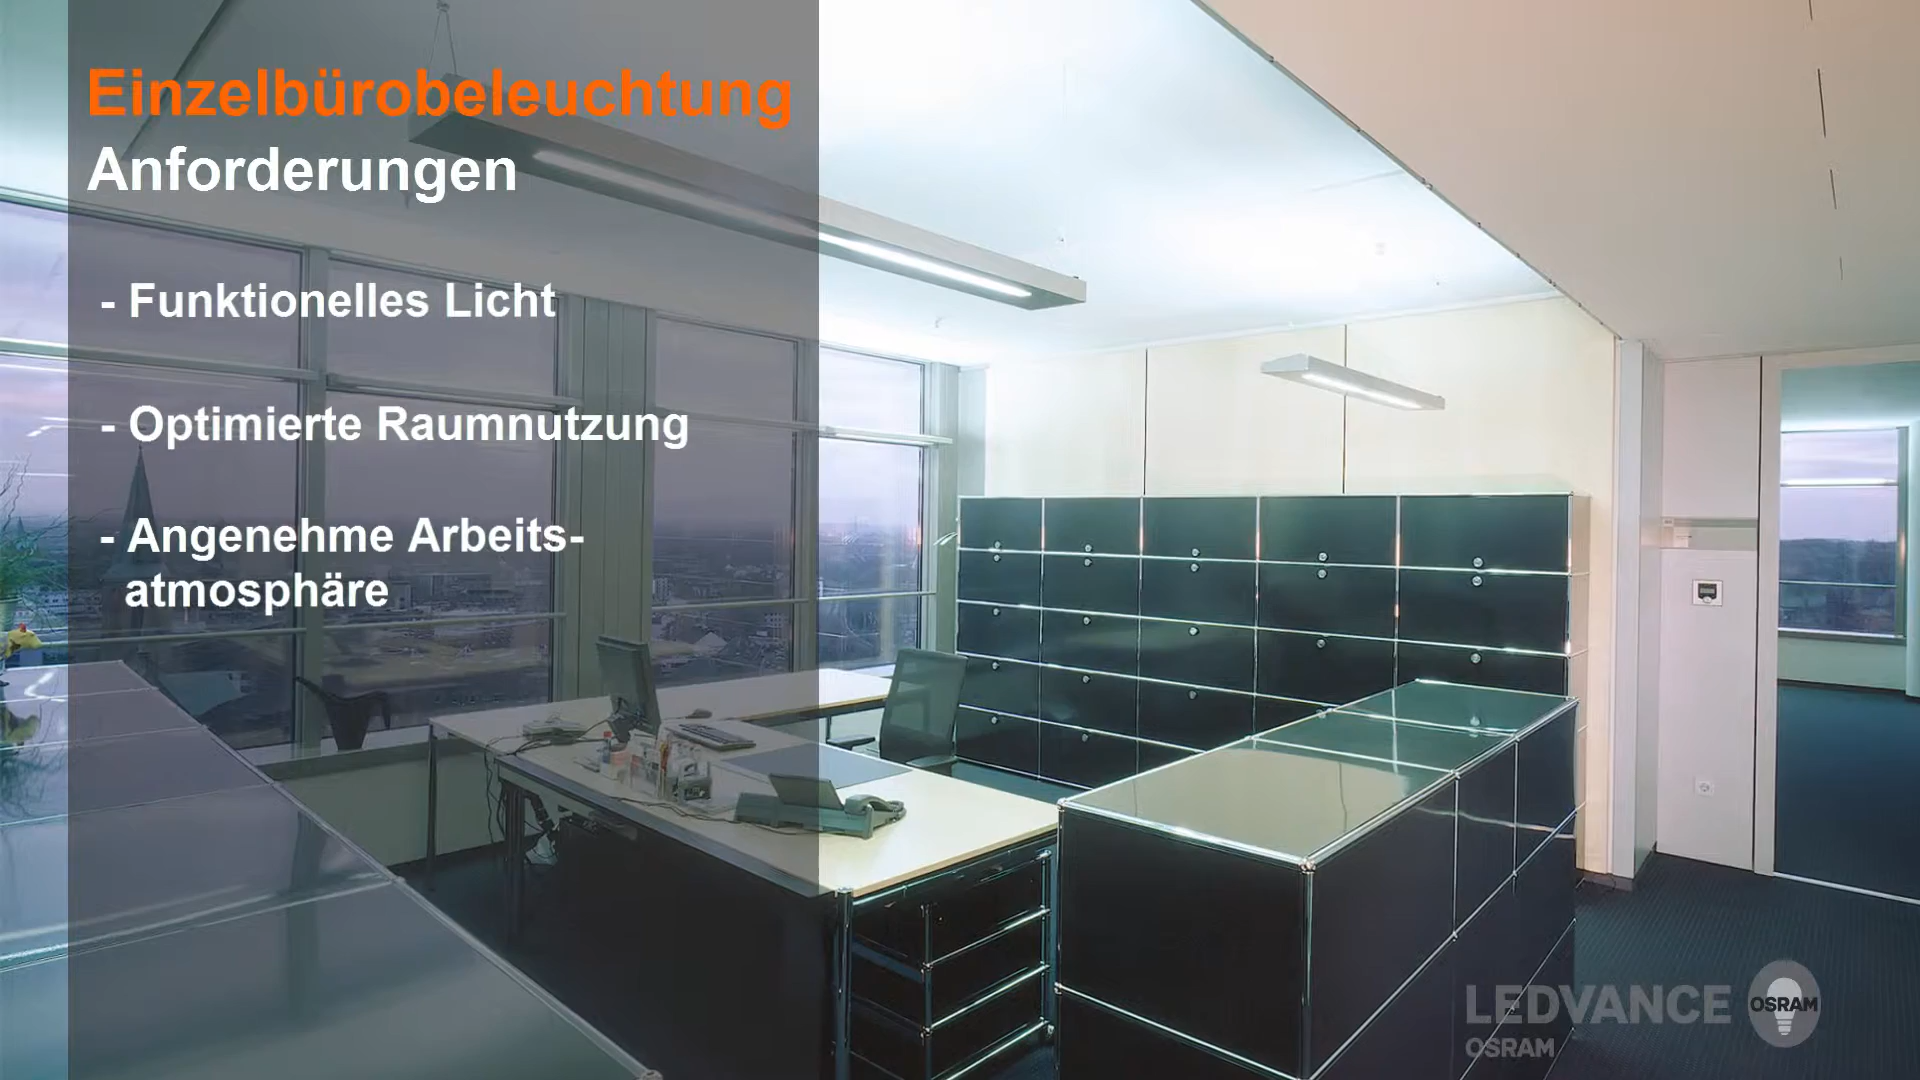 Einzelbürobeleuchtung
Anforderungen
- Funktionelles Licht
- Optimierte Raumnutzung
- Angenehme Arbeits-
atmosphäre
LEDVANCE
OSRAM
OSRAM